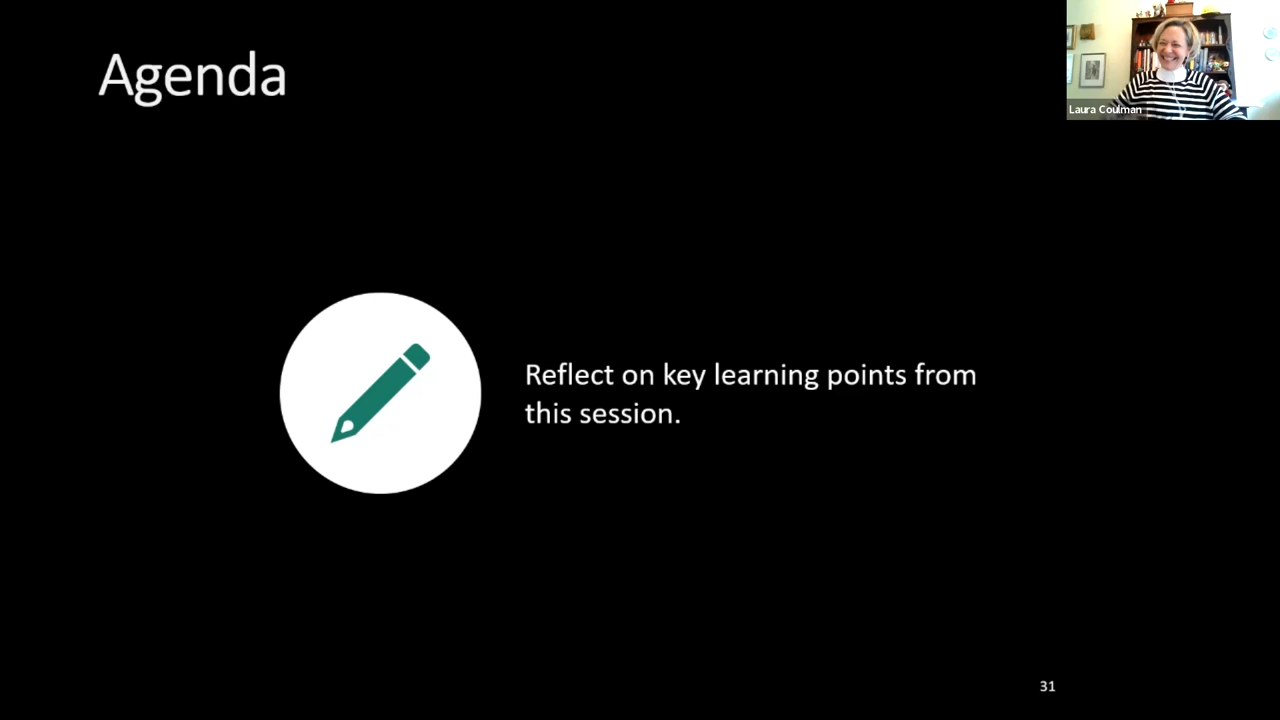 Agenda
Laura Coulman
Reflect on key learning points from
this session.
31